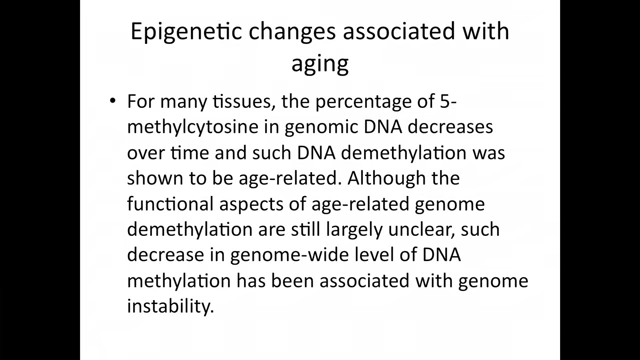 Epigenetic changes associated with
aging
• For many tissues, the percentage of 5-
methylcytosine in genomic DNA decreases
over time and such DNA demethylation was
shown to be age-related. Although the
functional aspects of age-related genome
demethylation are still largely unclear, such
decrease in genome-wide level of DNA
methylation has been associated with genome
instability.